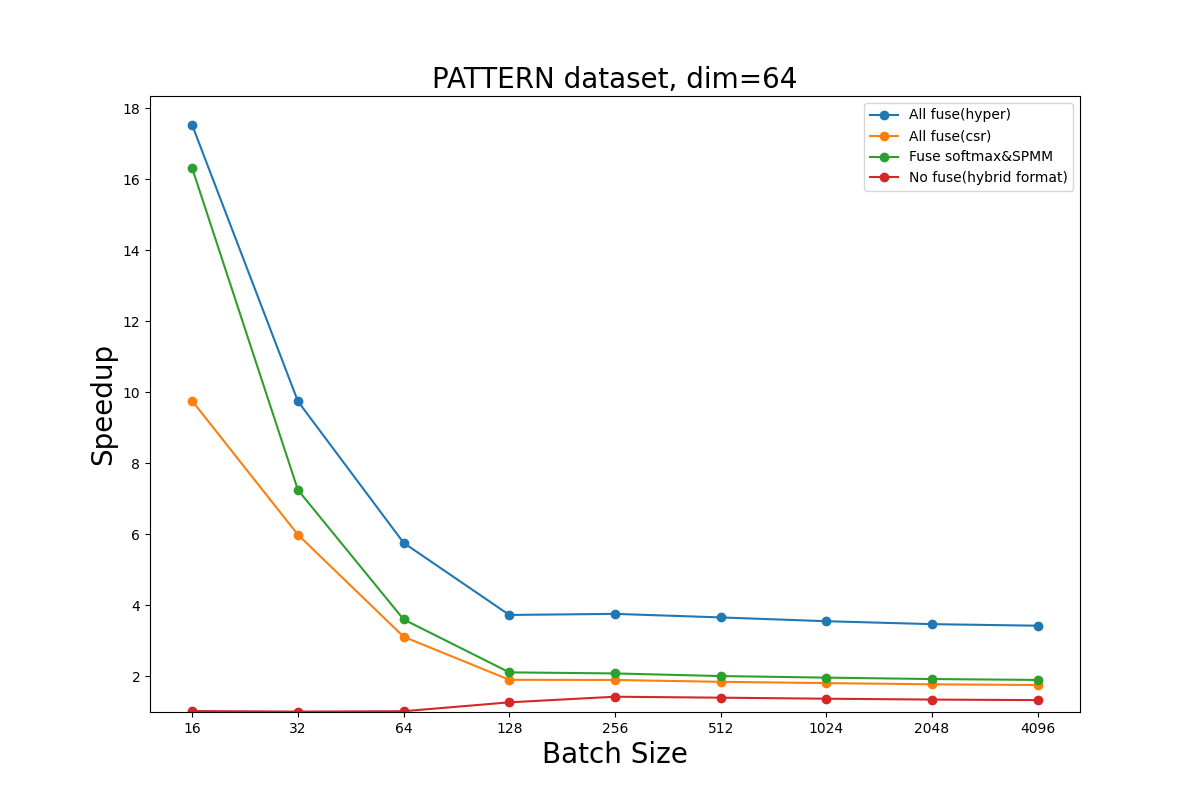 PATTERN dataset, dim=64
18
16
14
12
10
8
6
4
2
Speedup
All fuse(hyper)
All fuse(csr)
Fuse softmax&SPMM
No fuse(hybrid format)
16 32 64 128 256 512 1024 2048 4096
Batch Size